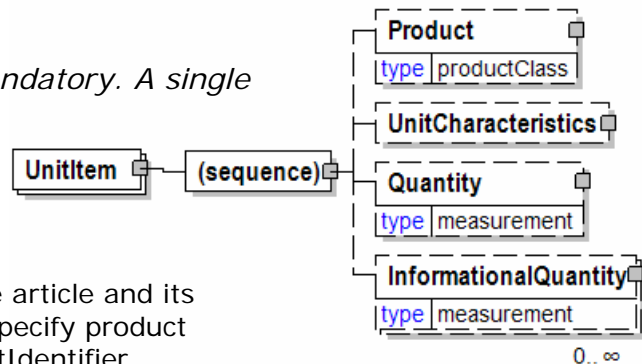 ndatory. A single
article and its
pecify product
tIdentifier
UnitItem
(sequence)
Product
type productClass
UnitCharacteristics
Quantity
type measurement
InformationalQuantity
type measurement
0..∞